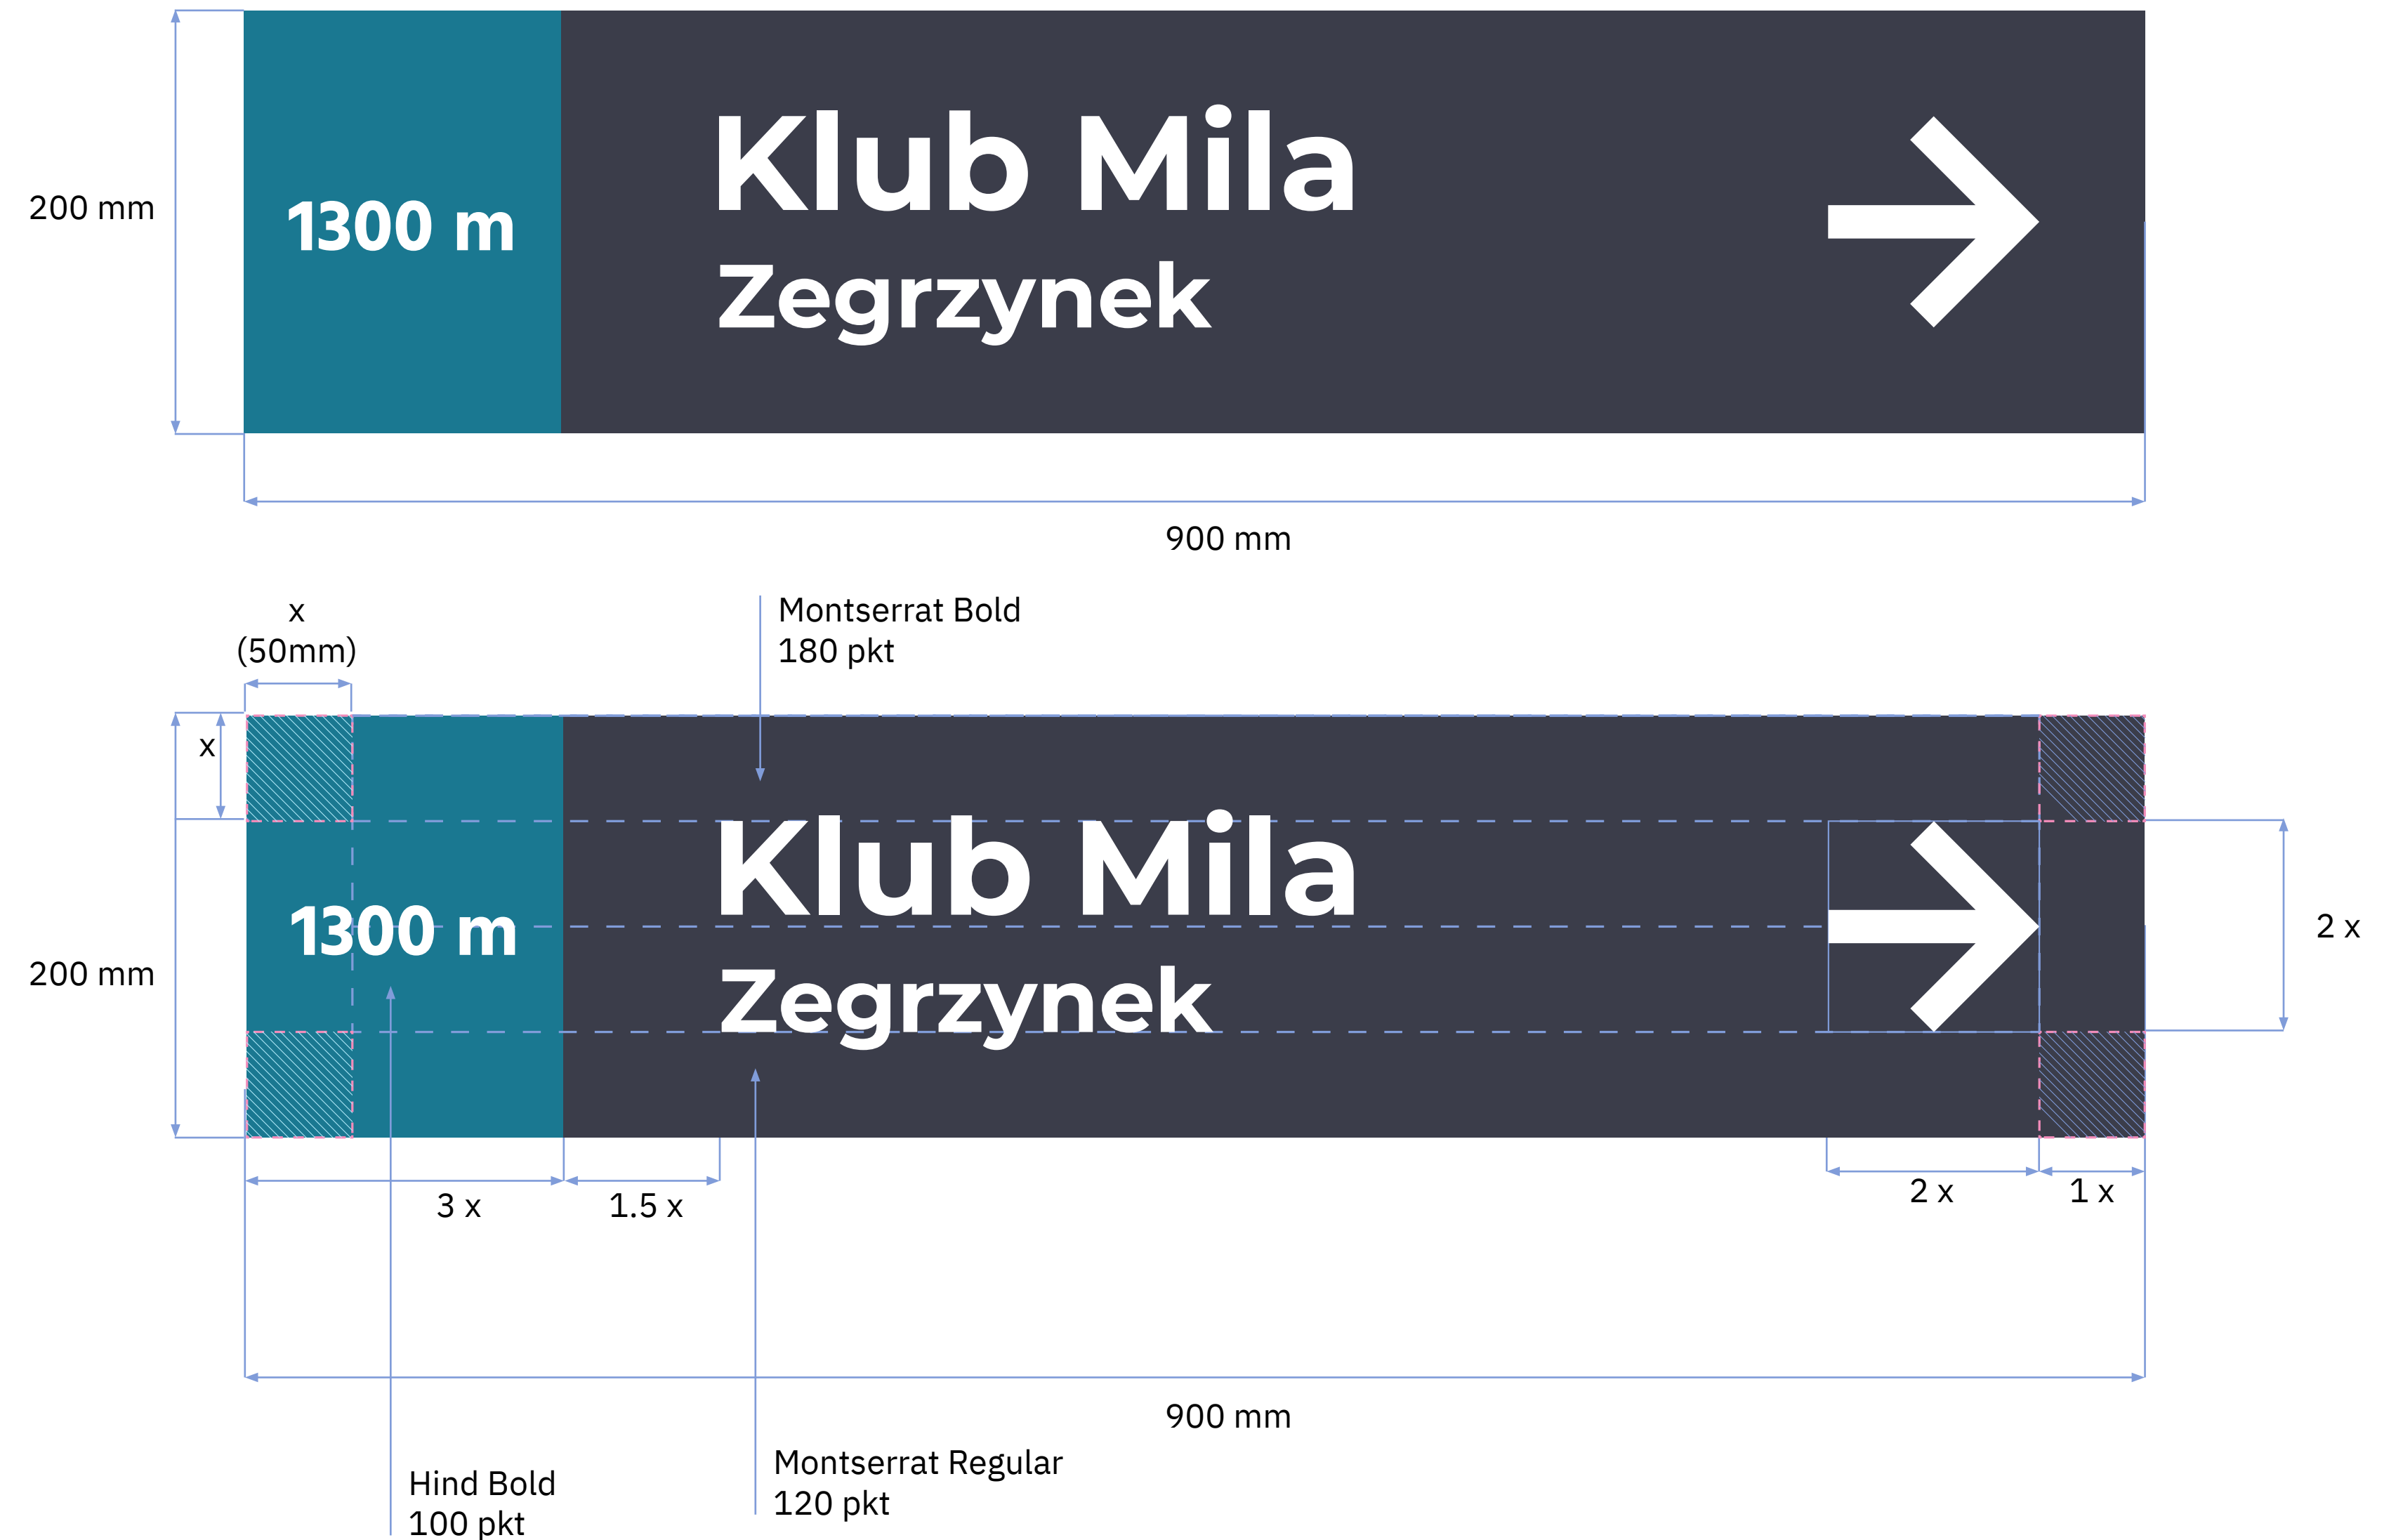 200 mm
1300 m
Klub Mila
Zegrzynek
900 mm
x
(50mm)
Montserrat Bold
180 pkt
x
200 mm
1300 m
Klub Mila
Zegrzynek
2 x
3 x
1.5 x
2 x
1 x
900 mm
Hind Bold
100 pkt
Montserrat Regular
120 pkt